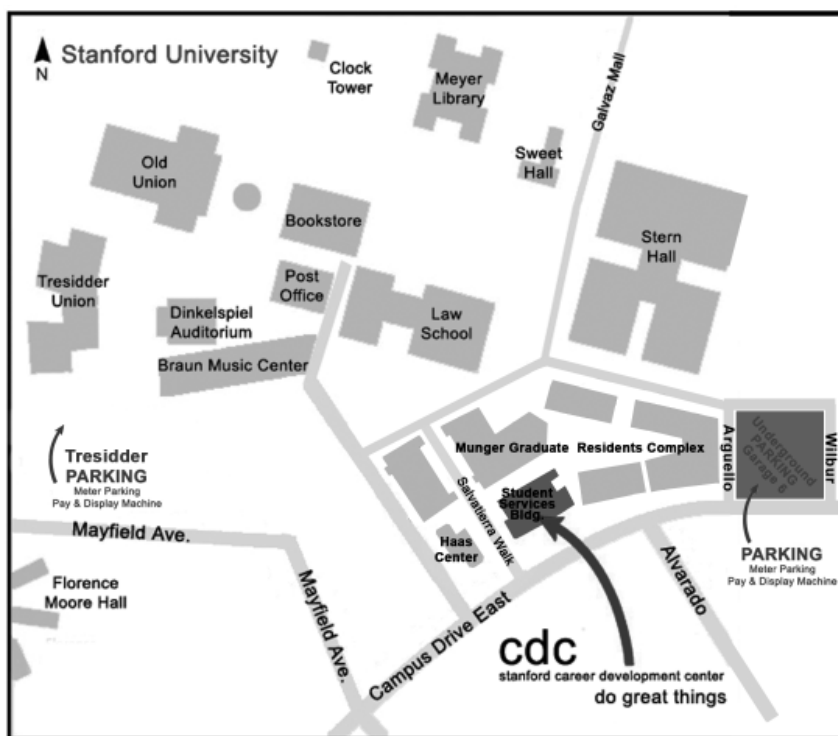 N
Stanford University
Clock
Tower
Meyer
Library
Galvaz Mall
Sweet
Hall
Old
Union
Bookstore
Stern
Hall
Tresidder
Union
Post
Office
Dinkelspiel
Auditorium
Law
School
Braun Music Center
Tresidder
PARKING
Meter Parking
Pay & Display Machine
Munger Graduate
Residents Complex
Arguello
Underground
PARKING
Garage 6
Wilbur
Salvatierra Walk
Student
Services
Bldg.
Haas
Center
Mayfield Ave.
PARKING
Meter Parking
Pay & Display Machine
Florence
Moore Hall
Mayfield Ave.
Campus Drive East
Alvarado
cdc
stanford career development center
do great things